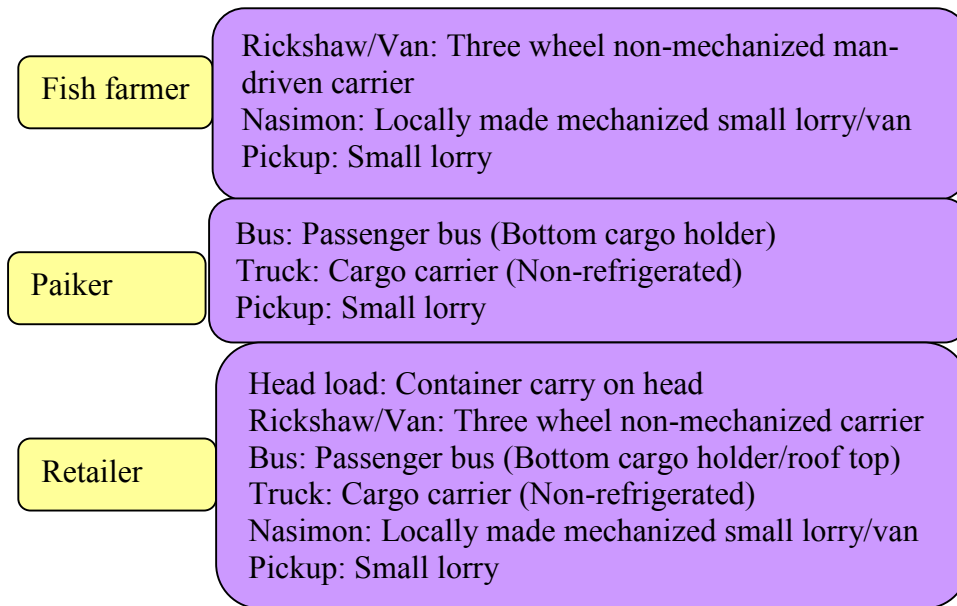 Fish farmer
Rickshaw/Van: Three wheel non-mechanized man-
driven carrier
Nasimon: Locally made mechanized small lorry/van
Pickup: Small lorry
Paiker
Bus: Passenger bus (Bottom cargo holder)
Truck: Cargo carrier (Non-refrigerated)
Pickup: Small lorry
Retailer
Head load: Container carry on head
Rickshaw/Van: Three wheel non-mechanized carrier
Bus: Passenger bus (Bottom cargo holder/roof top)
Truck: Cargo carrier (Non-refrigerated)
Nasimon: Locally made mechanized small lorry/van
Pickup: Small lorry